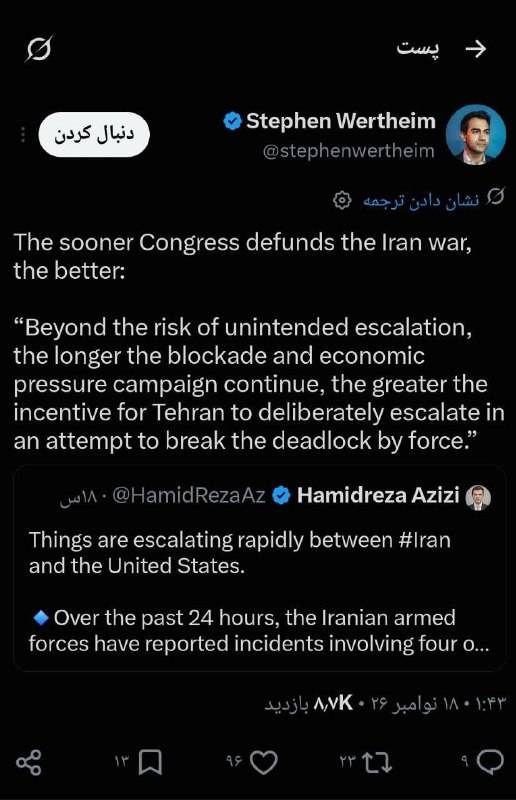 پست
دنبال کردن
Stephen Wertheim
@stephenwertheim
نشان دادن ترجمه
The sooner Congress defunds the Iran war,
the better:
“Beyond the risk of unintended escalation,
the longer the blockade and economic
pressure campaign continue, the greater the
incentive for Tehran to deliberately escalate in
an attempt to break the deadlock by force.”
Hamidreza Azizi @HamidRezaAz · ۱۸س
Things are escalating rapidly between #Iran
and the United States.
🔹Over the past 24 hours, the Iranian armed
forces have reported incidents involving four o...
۱:۴۳ • ۱۸ نوامبر ۲۶ • ۸٫۷K بازدید
۹ ۲۳ ۹۶ ۱۳